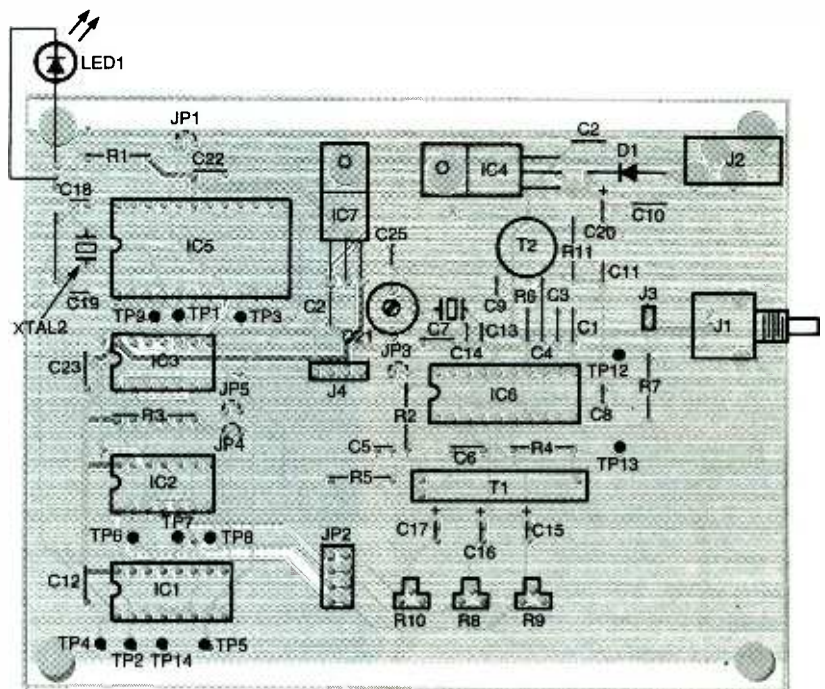 LED1
JP1
C2
R1
C22
D1
J2
IC4
C18
C10
IC7
IC5
C20
C25
T2
R11
C11
C19
C2
C9
R6
C3
J3
XTAL2
TP9
TP1
TP3
C7
C13
C1
J1
JP3
C14
C4
IC3
C23
J4
TP12
JP5
R7
IC6
R2
C8
R3
JP4
C5
C6
R4
TP13
R5
IC2
T1
TP6
TP7
TP8
JP2
C17
C16
C15
C12
IC1
R10
R8
R9
TP4
TP2
TP14
TP5